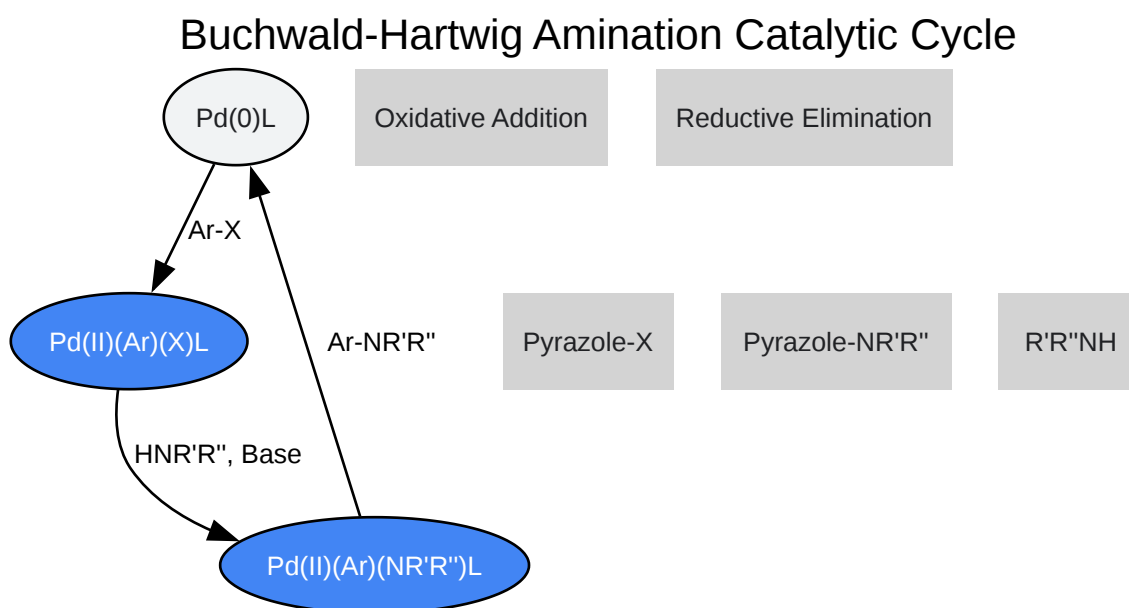 Buchwald-Hartwig Amination Catalytic Cycle
Pd(0)L
Oxidative Addition
Reductive Elimination
Ar-X
Pd(II)(Ar)(X)L
Ar-NR'R"
Pyrazole-X
Pyrazole-NR'R"
R'R"NH
HNR'R", Base
Pd(II)(Ar)(NR'R")L